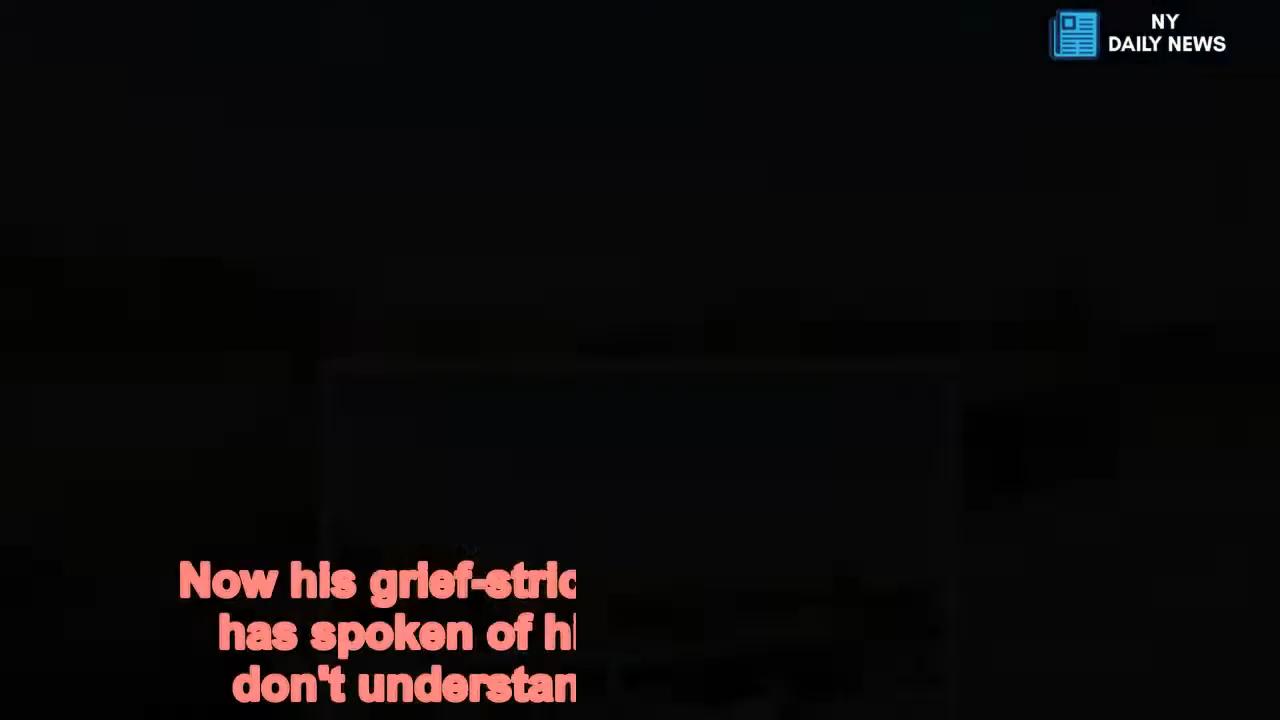 NY
DAILY NEWS
Now his grief-stric
has spoken of hi
don't understan